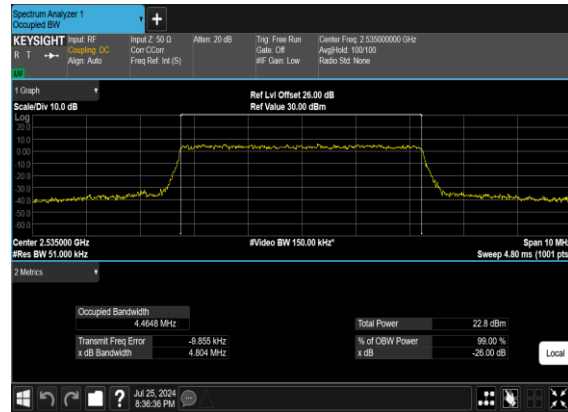 Spectrum Analyzer 1
Occupied BW
+
KEYSIGHT Input: RF Input Z: 50 Ω Atten: 20 dB Trig: Free Run Center Freq: 2.535000000 GHz
R T Coupling: DC Corr CCorr Gate: Off Avg|Hold: 100/100
Align: Auto Freq Ref: Int (S) #IF Gain: Low Radio Std: None
LXI
1 Graph
Ref Lvl Offset 26.00 dB
Scale/Div 10.0 dB Ref Value 30.00 dBm
Log
20.0
10.0
0.00
-10.0
-20.0
-30.0
-40.0
-50.0
-60.0
Center 2.535000 GHz #Video BW 150.00 kHz* Span 10 MHz
#Res BW 51.000 kHz Sweep 4.80 ms (1001 pts
2 Metrics
Occupied Bandwidth
4.4648 MHz Total Power 22.8 dBm
Transmit Freq Error -9.855 kHz % of OBW Power 99.00 %
x dB Bandwidth 4.804 MHz x dB -26.00 dB
Local
? Jul 25, 2024
8:36:36 PM